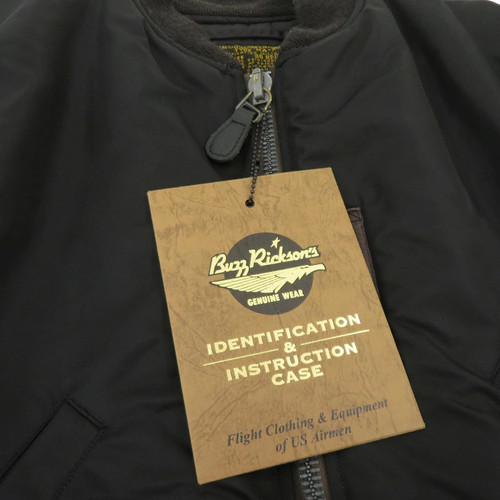 Buzz Rickson's
GENUINE WEAR
IDENTIFICATION
&
INSTRUCTION
CASE
Flight Clothing & Equipment
of US Airmen